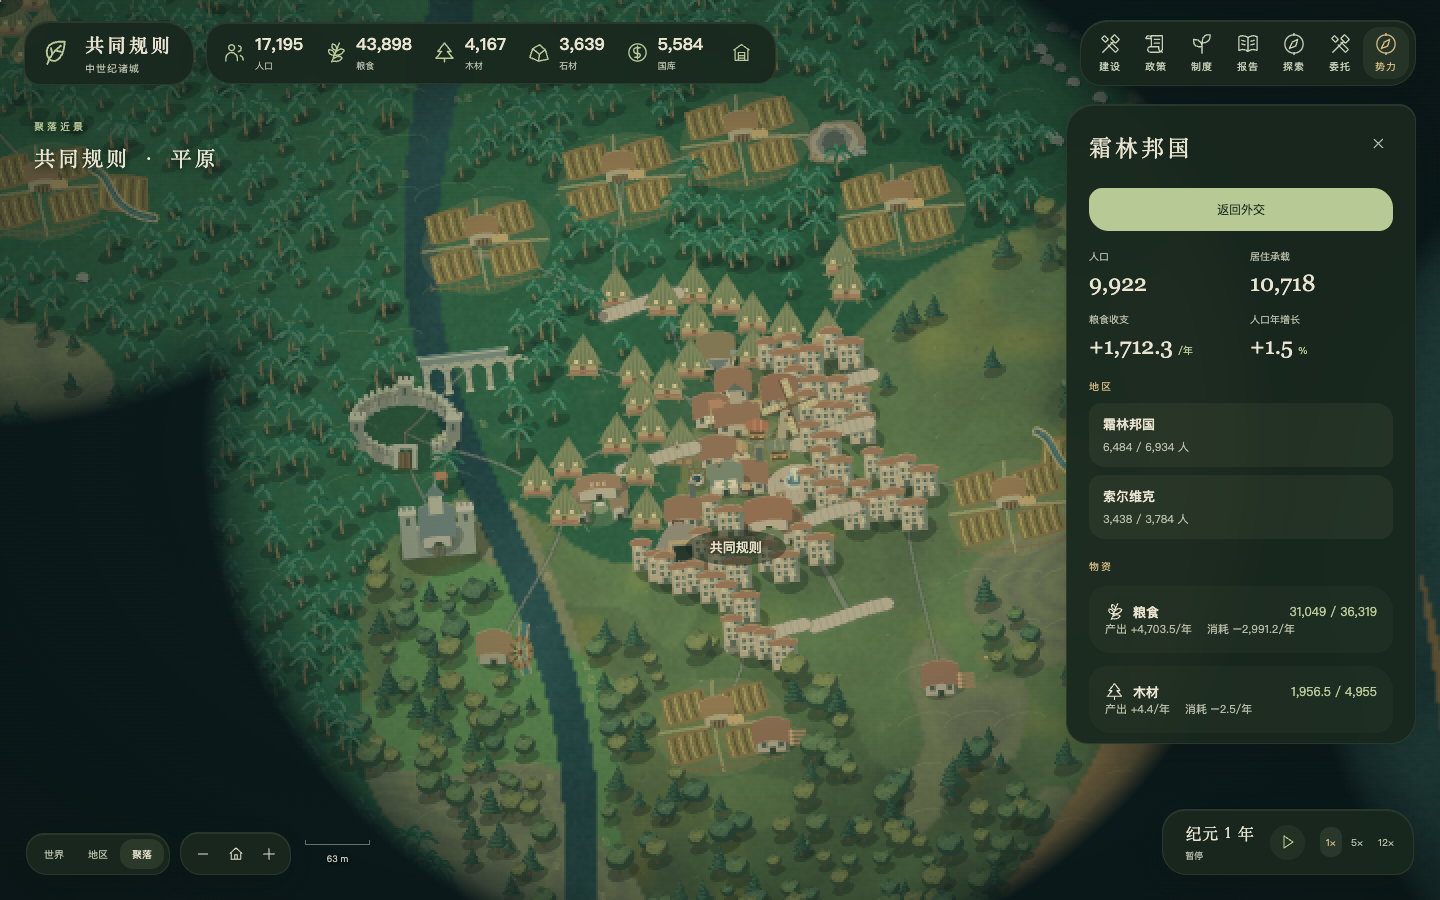 共同规则
中世纪诸城
17,195
人口
43,898
粮食
4,167
木材
3,639
石材
5,584
国库
建设
政策
制度
报告
探索
委托
势力
聚落近景
共同规则 · 平原
霜林邦国
返回外交
人口
9,922
居住承载
10,718
粮食收支
+1,712.3 /年
人口年增长
+1.5 %
地区
霜林邦国
6,484 / 6,934 人
索尔维克
3,438 / 3,784 人
物资
粮食
31,049 / 36,319
产出 +4,703.5/年 消耗 −2,991.2/年
木材
1,956.5 / 4,955
产出 +4.4/年 消耗 −2.5/年
共同规则
世界
地区
聚落
63 m
纪元 1 年
暂停
1×
5×
12×